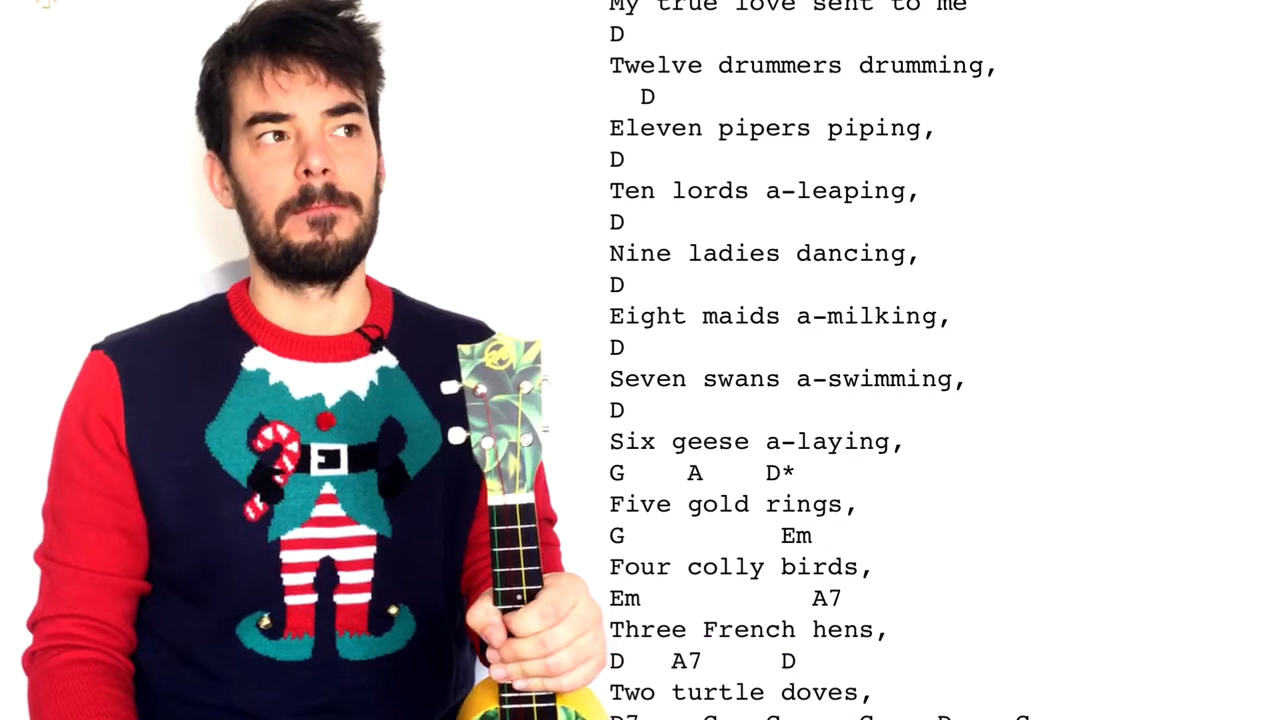 My true love sent to me
D
Twelve drummers drumming,
D
Eleven pipers piping,
D
Ten lords a-leaping,
D
Nine ladies dancing,
D
Eight maids a-milking,
D
Seven swans a-swimming,
D
Six geese a-laying,
G A D*
Five gold rings,
G Em
Four colly birds,
Em A7
Three French hens,
D A7 D
Two turtle doves,